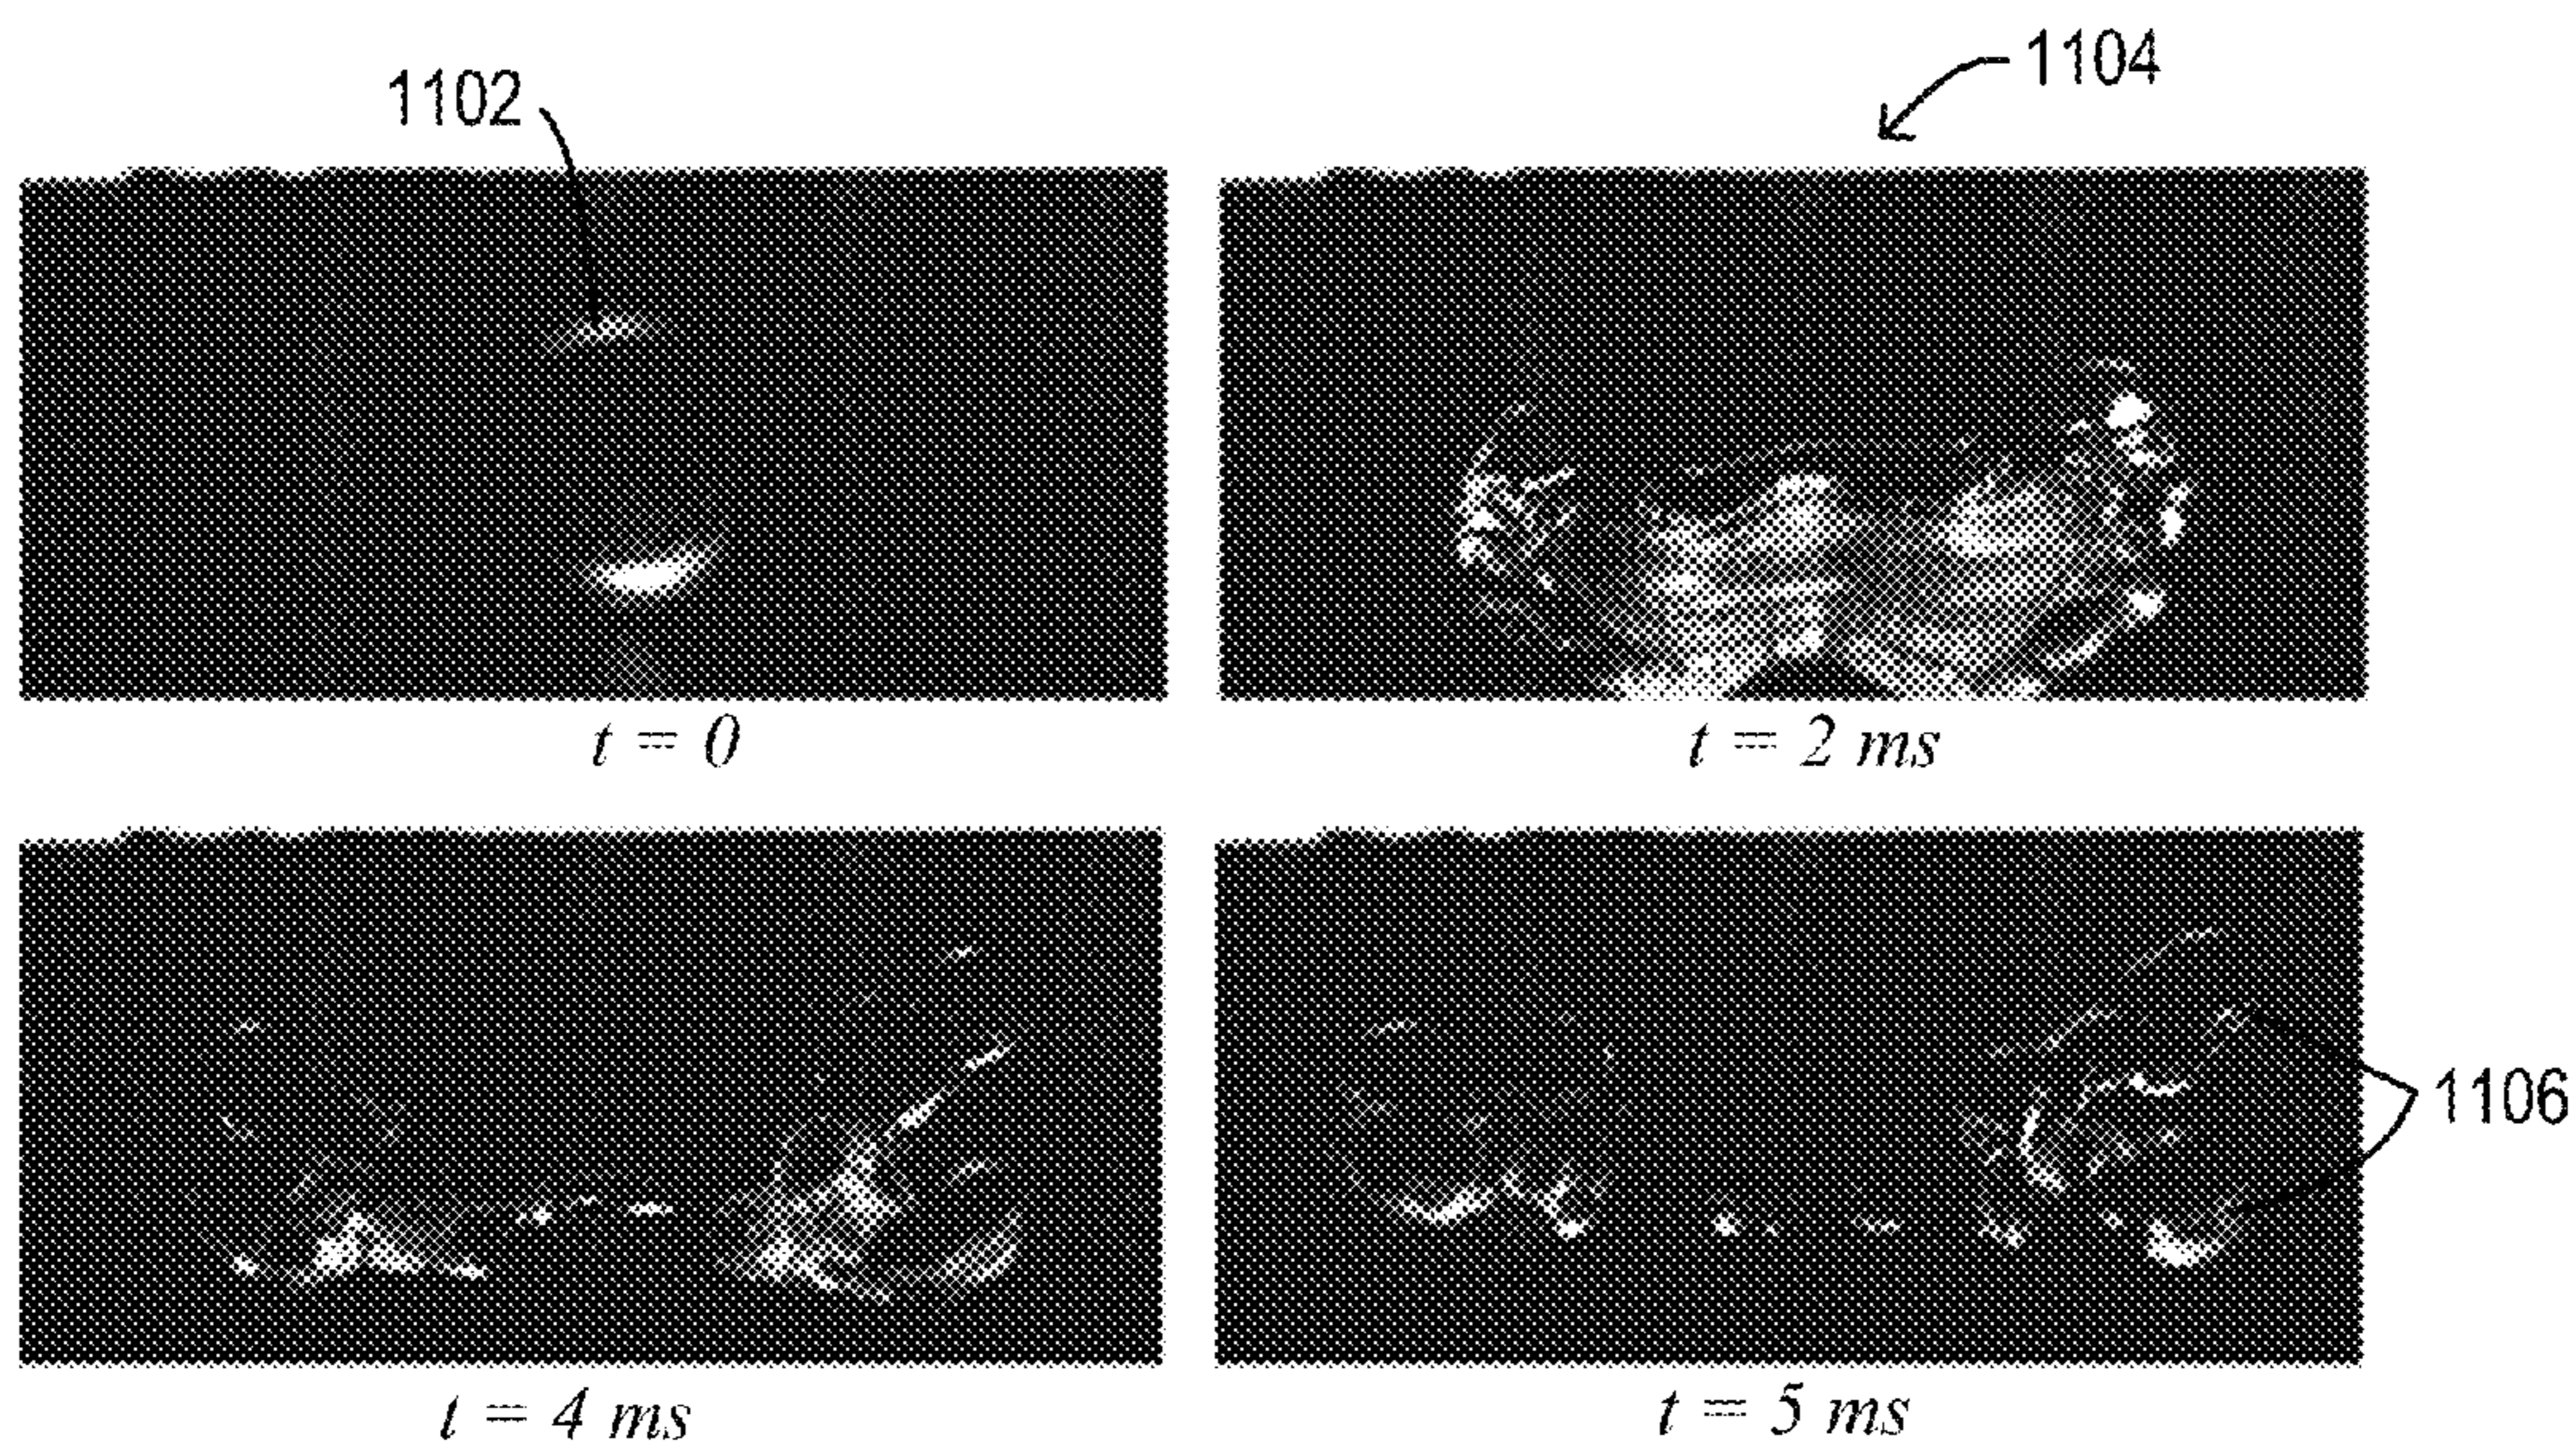 1102
1104
t = 0
t = 2 ms
t = 4 ms
t = 5 ms
1106